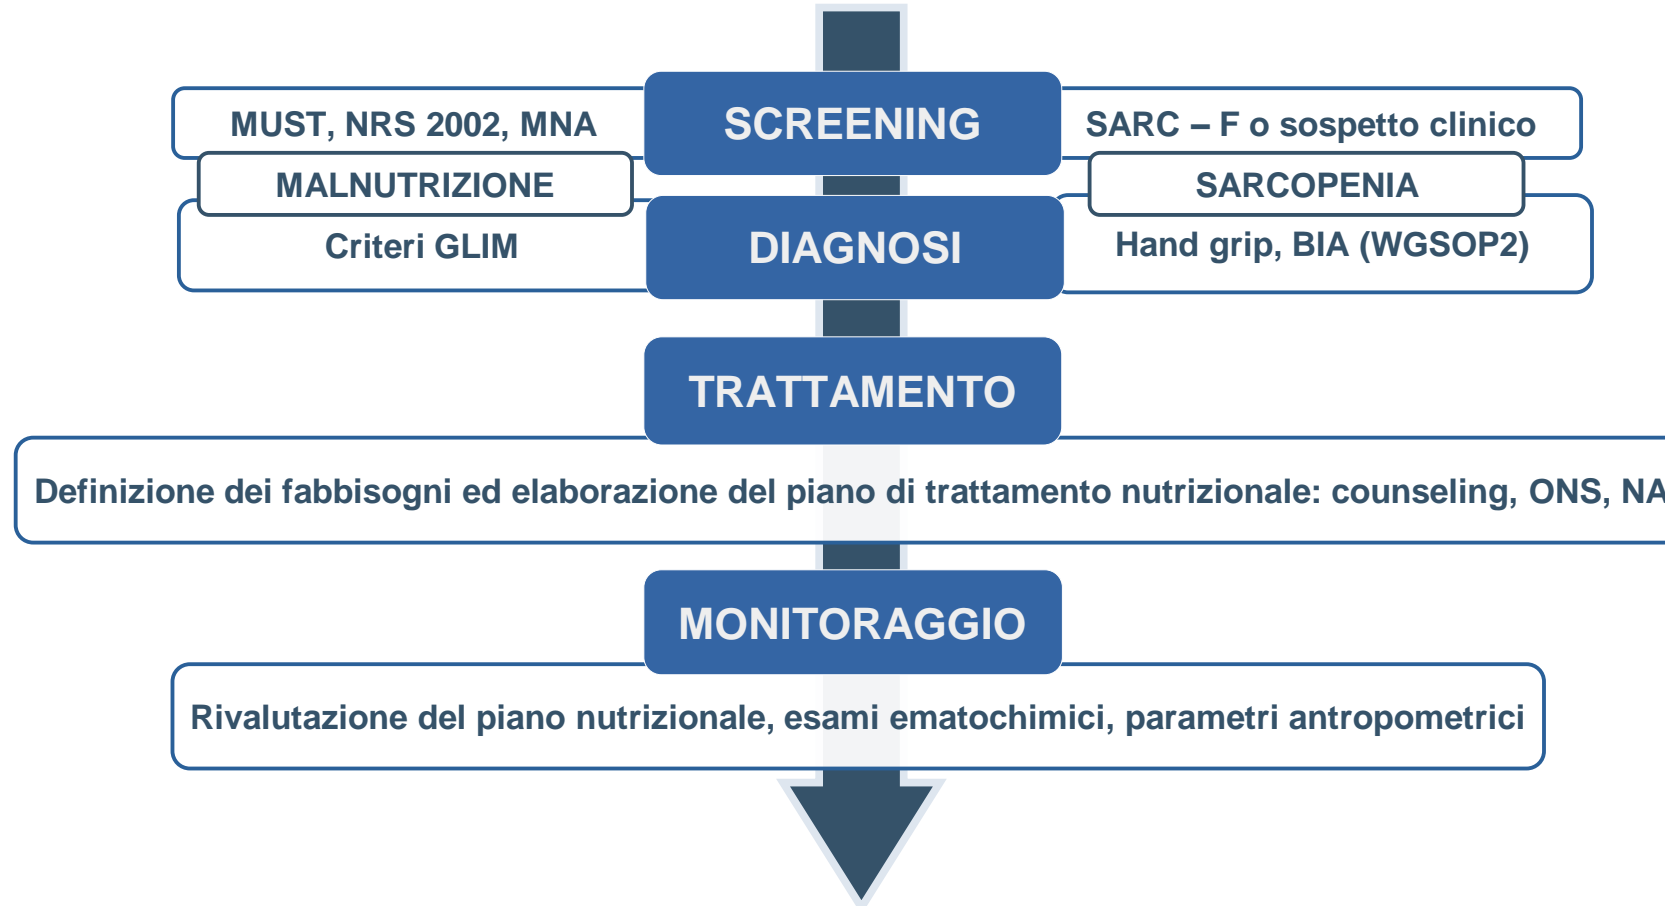 MUST, NRS 2002, MNA
SCREENING
SARC – F o sospetto clinico
MALNUTRIZIONE
SARCOPENIA
Criteri GLIM
DIAGNOSI
Hand grip, BIA (WGSOP2)
TRATTAMENTO
Definizione dei fabbisogni ed elaborazione del piano di trattamento nutrizionale: counseling, ONS, NA
MONITORAGGIO
Rivalutazione del piano nutrizionale, esami ematochimici, parametri antropometrici